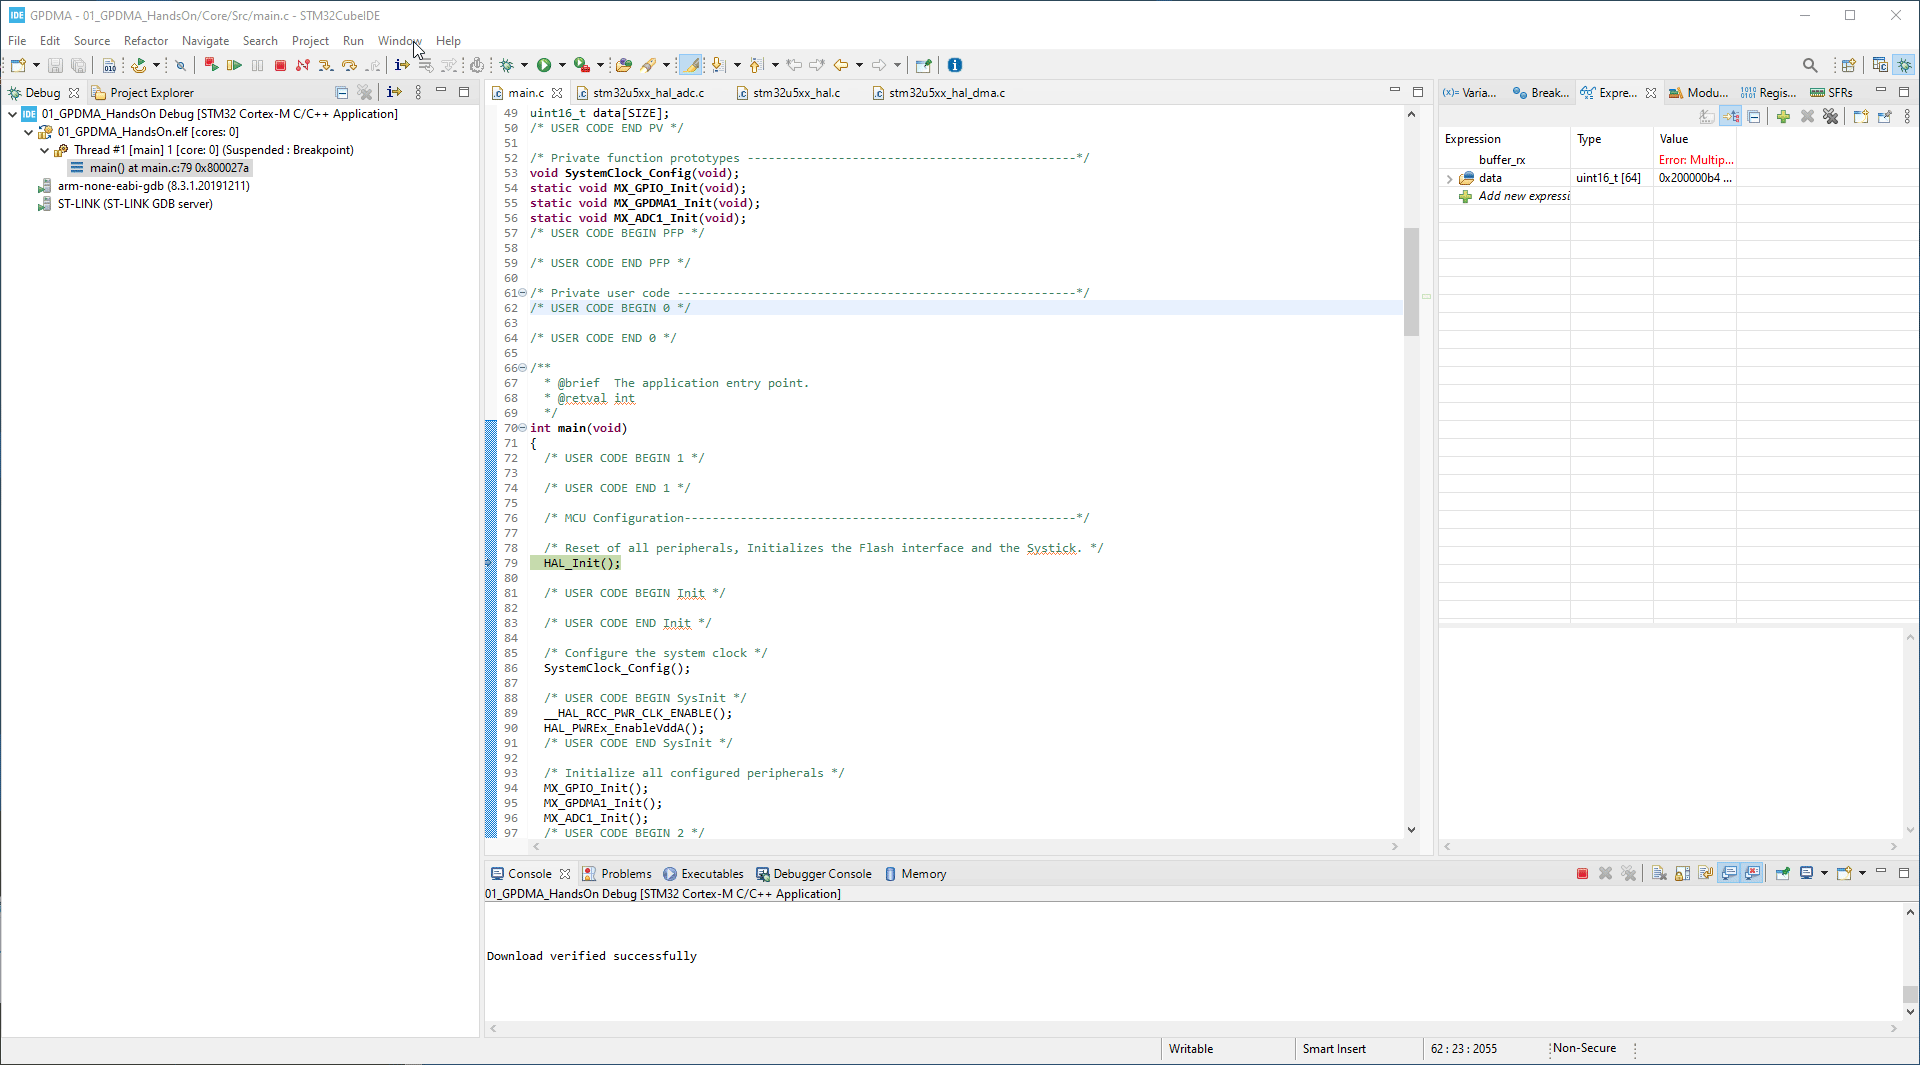 IDE GPDMA - 01_GPDMA_HandsOn/Core/Src/main.c - STM32CubeIDE
File Edit Source Refactor Navigate Search Project Run Window Help
Debug Project Explorer
IDE 01_GPDMA_HandsOn Debug [STM32 Cortex-M C/C++ Application]
01_GPDMA_HandsOn.elf [cores: 0]
Thread #1 [main] 1 [core: 0] (Suspended : Breakpoint)
main() at main.c:79 0x800027a
arm-none-eabi-gdb (8.3.1.20191211)
ST-LINK (ST-LINK GDB server)
main.c stm32u5xx_hal_adc.c stm32u5xx_hal.c stm32u5xx_hal_dma.c
49 uint16_t data[SIZE];
50 /* USER CODE END PV */
51
52 /* Private function prototypes -----------------------------------------------*/
53 void SystemClock_Config(void);
54 static void MX_GPIO_Init(void);
55 static void MX_GPDMA1_Init(void);
56 static void MX_ADC1_Init(void);
57 /* USER CODE BEGIN PFP */
58
59 /* USER CODE END PFP */
60
61 /* Private user code ---------------------------------------------------------*/
62 /* USER CODE BEGIN 0 */
63
64 /* USER CODE END 0 */
65
66 /**
67   * @brief  The application entry point.
68   * @retval int
69   */
70 int main(void)
71 {
72   /* USER CODE BEGIN 1 */
73
74   /* USER CODE END 1 */
75
76   /* MCU Configuration--------------------------------------------------------*/
77
78   /* Reset of all peripherals, Initializes the Flash interface and the Systick. */
79   HAL_Init();
80
81   /* USER CODE BEGIN Init */
82
83   /* USER CODE END Init */
84
85   /* Configure the system clock */
86   SystemClock_Config();
87
88   /* USER CODE BEGIN SysInit */
89   __HAL_RCC_PWR_CLK_ENABLE();
90   HAL_PWREx_EnableVddA();
91   /* USER CODE END SysInit */
92
93   /* Initialize all configured peripherals */
94   MX_GPIO_Init();
95   MX_GPDMA1_Init();
96   MX_ADC1_Init();
97   /* USER CODE BEGIN 2 */
(x)= Varia... Break... Expre... Modu... Regis... SFRs
Expression Type Value
buffer_rx Error: Multip...
data uint16_t [64] 0x200000b4 ...
Add new expressi
Console Problems Executables Debugger Console Memory
01_GPDMA_HandsOn Debug [STM32 Cortex-M C/C++ Application]
Download verified successfully
Writable Smart Insert 62 : 23 : 2055 Non-Secure